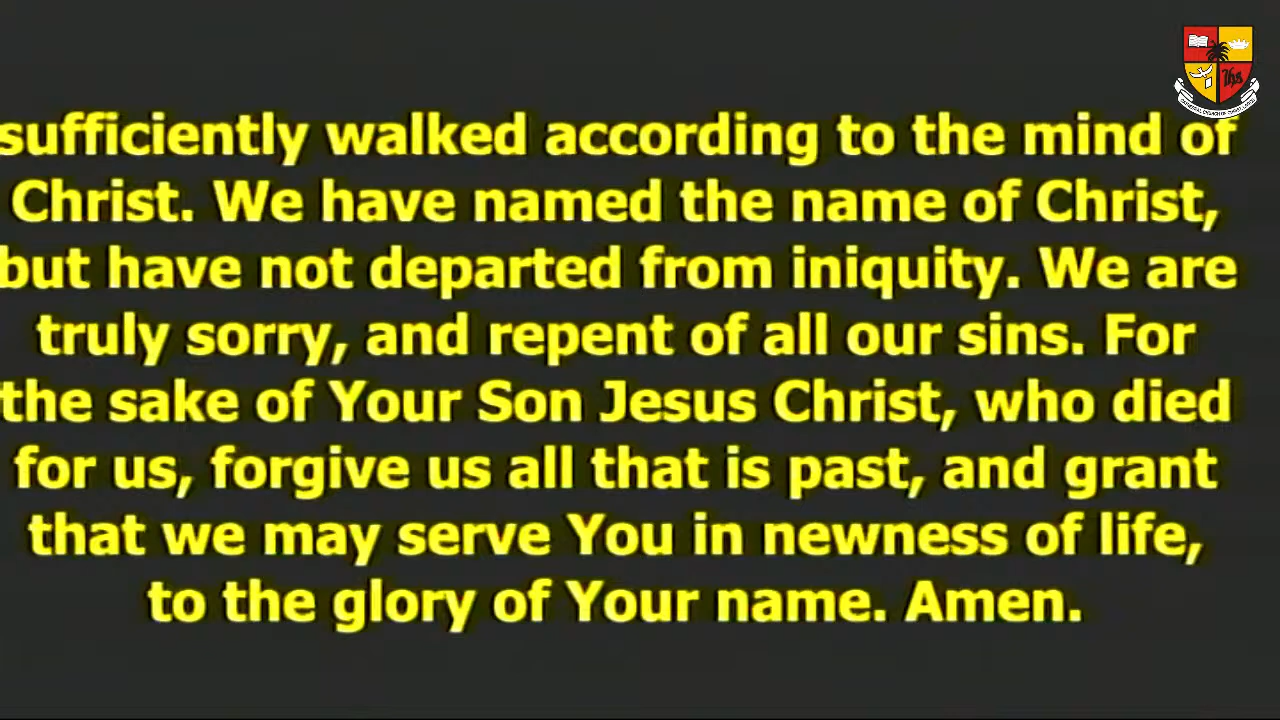 sufficiently walked according to the mind of
Christ. We have named the name of Christ,
but have not departed from iniquity. We are
truly sorry, and repent of all our sins. For
the sake of Your Son Jesus Christ, who died
for us, forgive us all that is past, and grant
that we may serve You in newness of life,
to the glory of Your name. Amen.